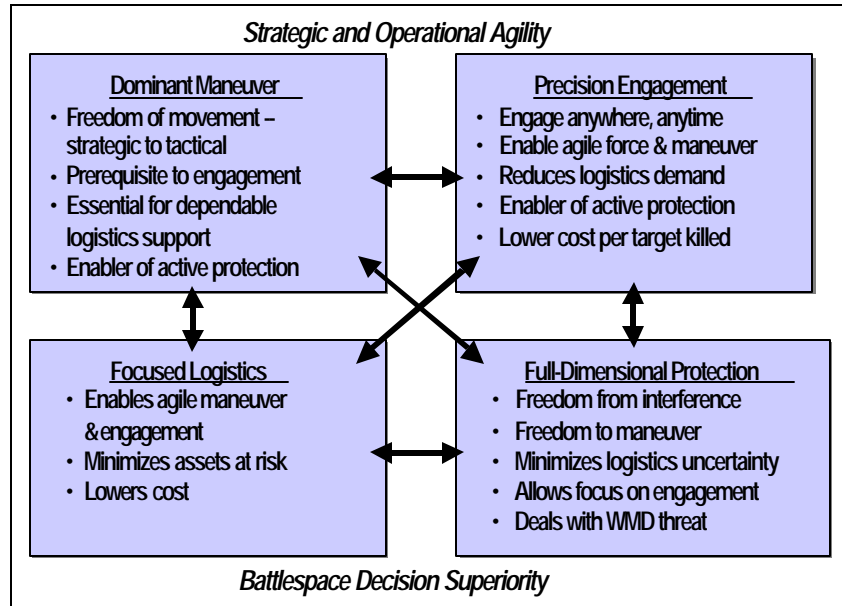 Strategic and Operational Agility
Dominant Maneuver
• Freedom of movement –
strategic to tactical
• Prerequisite to engagement
• Essential for dependable
logistics support
• Enabler of active protection
Precision Engagement
• Engage anywhere, anytime
• Enable agile force & maneuver
• Reduces logistics demand
• Enabler of active protection
• Lower cost per target killed
Focused Logistics
• Enables agile maneuver
& engagement
• Minimizes assets at risk
• Lowers cost
Full-Dimensional Protection
• Freedom from interference
• Freedom to maneuver
• Minimizes logistics uncertainty
• Allows focus on engagement
• Deals with WMD threat
Battlespace Decision Superiority